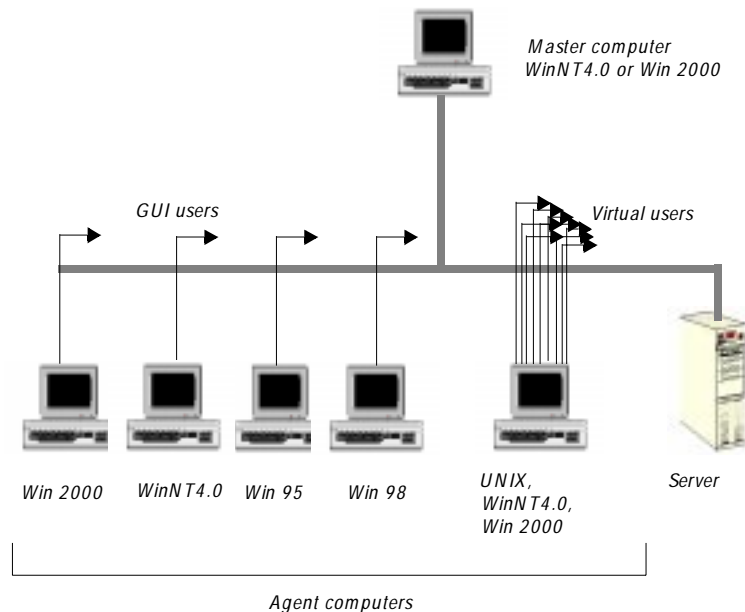 Master computer
WinNT4.0 or Win 2000
GUI users
Virtual users
Win 2000
WinNT4.0
Win 95
Win 98
UNIX,
WinNT4.0,
Win 2000
Server
Agent computers